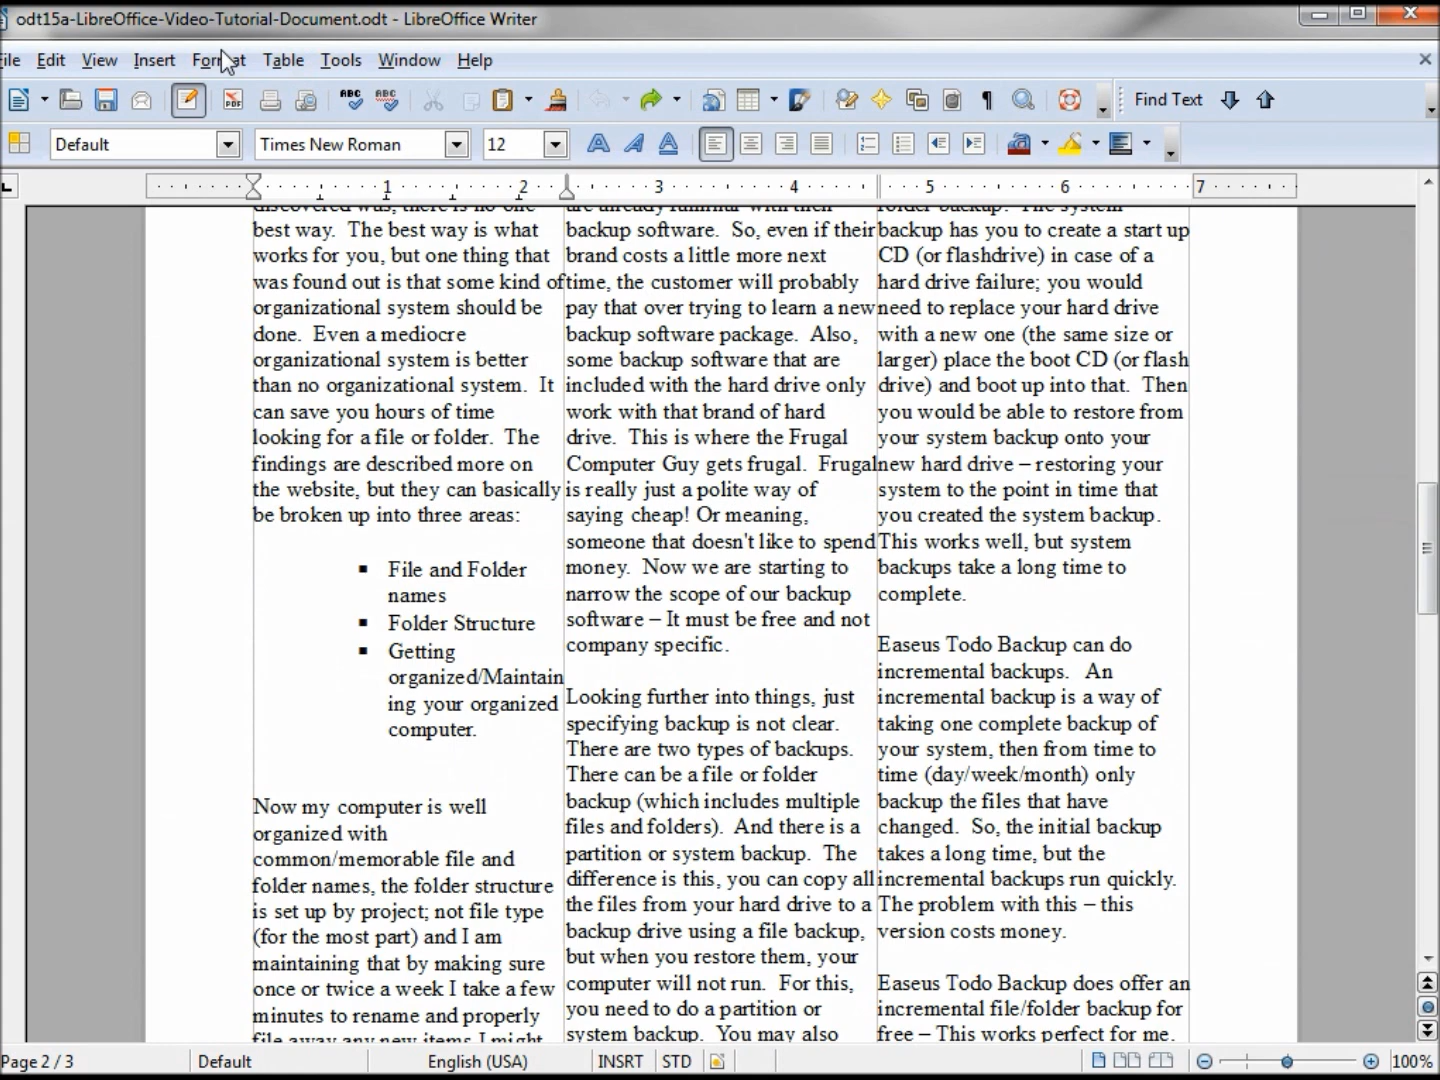 odt15a-LibreOffice-Video-Tutorial-Document.odt - LibreOffice Writer
File Edit View Insert Format Table Tools Window Help
PDF ABC ABC Find Text
Default Times New Roman 12
1 2 3 4 5 6 7
discovered was, there is no one
best way. The best way is what
works for you, but one thing that
was found out is that some kind of
organizational system should be
done. Even a mediocre
organizational system is better
than no organizational system. It
can save you hours of time
looking for a file or folder. The
findings are described more on
the website, but they can basically
be broken up into three areas:
▪ File and Folder
names
▪ Folder Structure
▪ Getting
organized/Maintain
ing your organized
computer.
Now my computer is well
organized with
common/memorable file and
folder names, the folder structure
is set up by project; not file type
(for the most part) and I am
maintaining that by making sure
once or twice a week I take a few
minutes to rename and properly
file away any new items I might
are already familiar with their
backup software. So, even if their
brand costs a little more next
time, the customer will probably
pay that over trying to learn a new
backup software package. Also,
some backup software that are
included with the hard drive only
work with that brand of hard
drive. This is where the Frugal
Computer Guy gets frugal. Frugal
is really just a polite way of
saying cheap! Or meaning,
someone that doesn't like to spend
money. Now we are starting to
narrow the scope of our backup
software – It must be free and not
company specific.
Looking further into things, just
specifying backup is not clear.
There are two types of backups.
There can be a file or folder
backup (which includes multiple
files and folders). And there is a
partition or system backup. The
difference is this, you can copy all
the files from your hard drive to a
backup drive using a file backup,
but when you restore them, your
computer will not run. For this,
you need to do a partition or
system backup. You may also
folder backup. The system
backup has you to create a start up
CD (or flashdrive) in case of a
hard drive failure; you would
need to replace your hard drive
with a new one (the same size or
larger) place the boot CD (or flash
drive) and boot up into that. Then
you would be able to restore from
your system backup onto your
new hard drive – restoring your
system to the point in time that
you created the system backup.
This works well, but system
backups take a long time to
complete.
Easeus Todo Backup can do
incremental backups. An
incremental backup is a way of
taking one complete backup of
your system, then from time to
time (day/week/month) only
backup the files that have
changed. So, the initial backup
takes a long time, but the
incremental backups run quickly.
The problem with this – this
version costs money.
Easeus Todo Backup does offer an
incremental file/folder backup for
free – This works perfect for me.
Page 2 / 3 Default English (USA) INSRT STD 100%